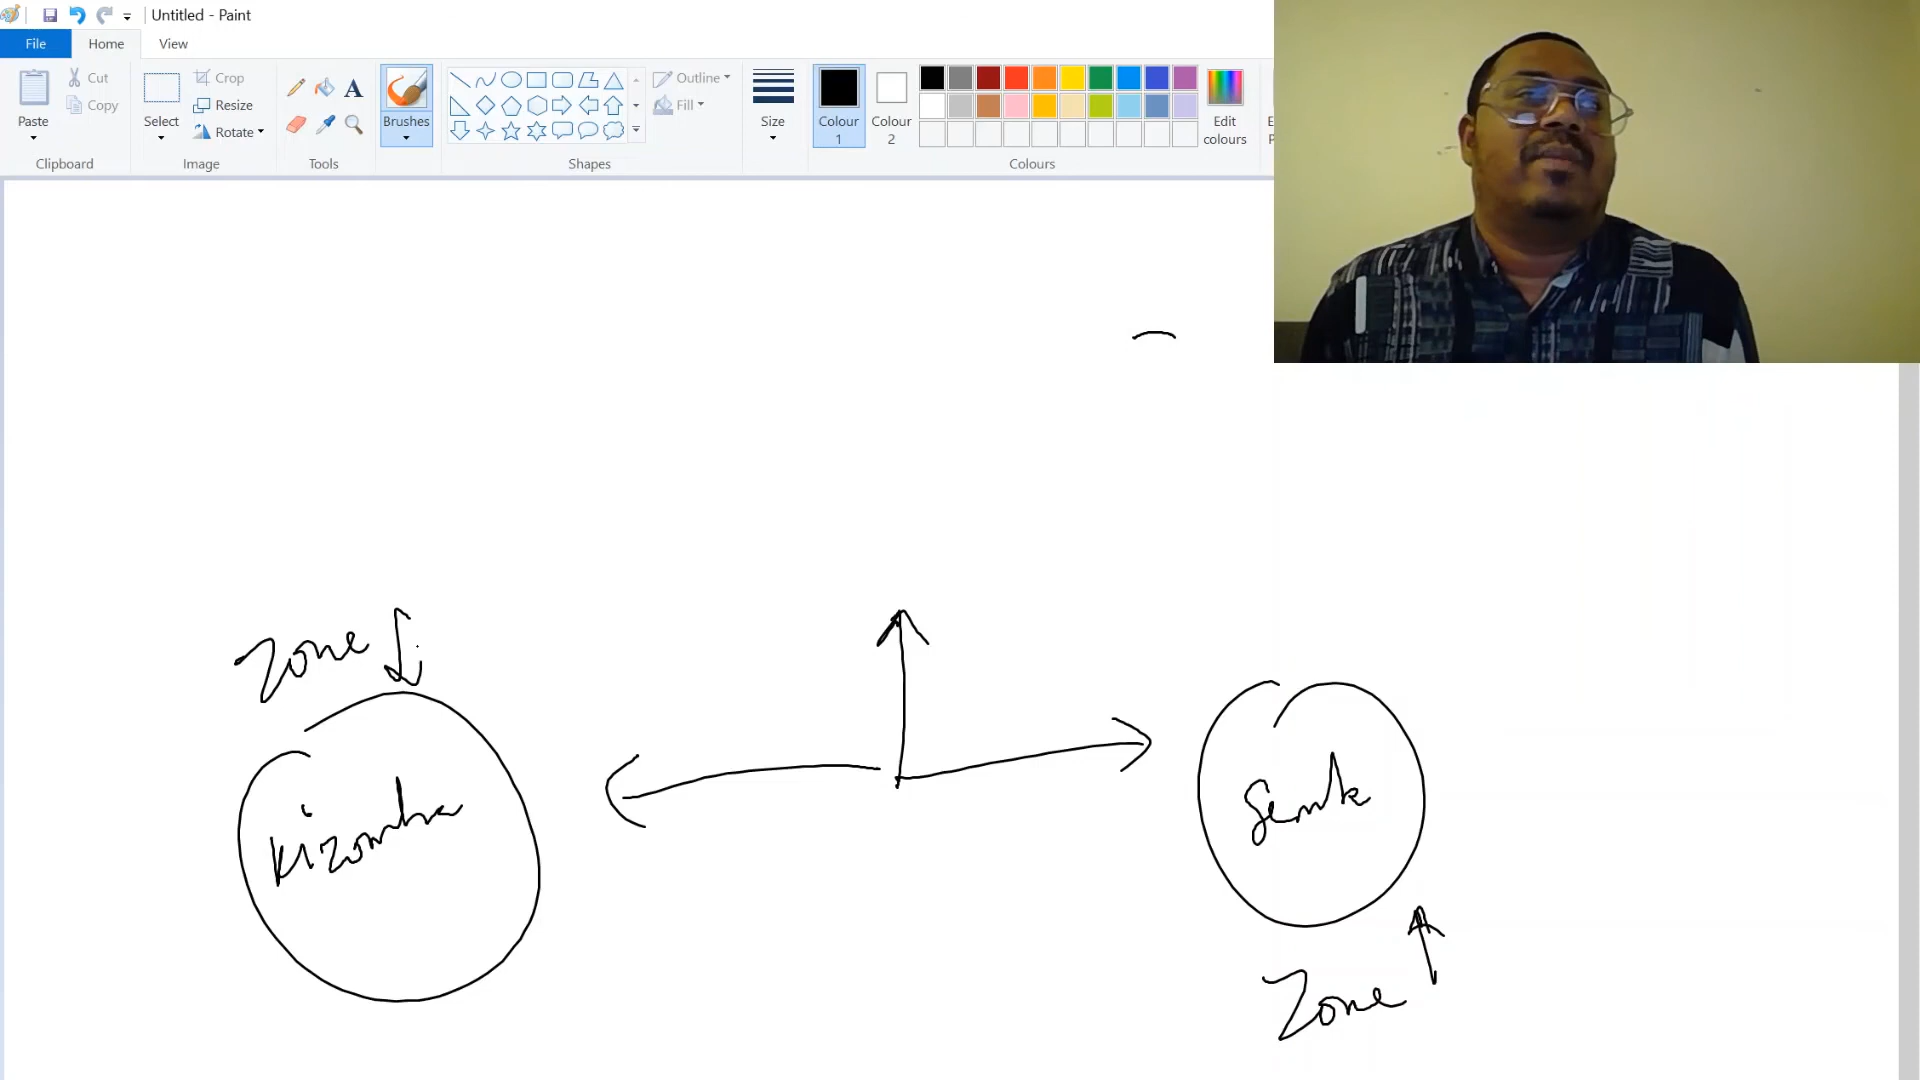 Untitled - Paint
File Home View
Paste
Cut
Copy
Clipboard
Select
Crop
Resize
Rotate
Image
A
Tools
Brushes
Shapes
Outline
Fill
Size
Colour 1
Colour 2
Edit colours
Colours
Zone
Kizomba
Semba
Zone